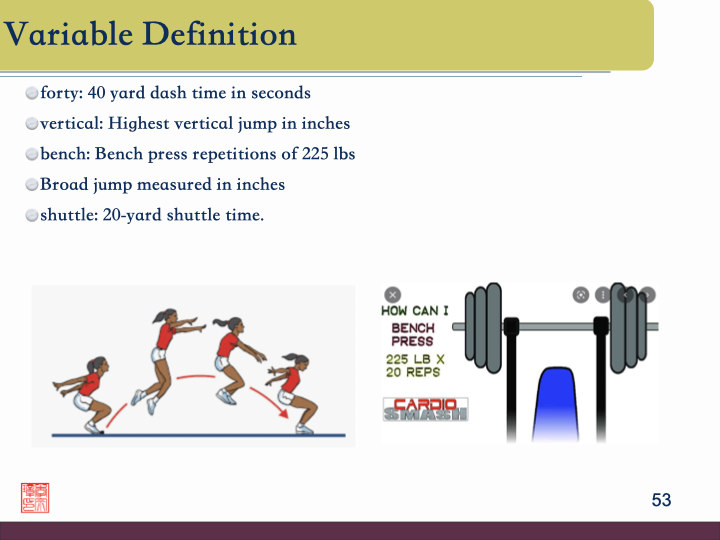 Variable Definition
forty: 40 yard dash time in seconds
vertical: Highest vertical jump in inches
bench: Bench press repetitions of 225 lbs
Broad jump measured in inches
shuttle: 20-yard shuttle time.
HOW CAN I
BENCH
PRESS
225 LB X
20 REPS
CARDIO
SMASH
53